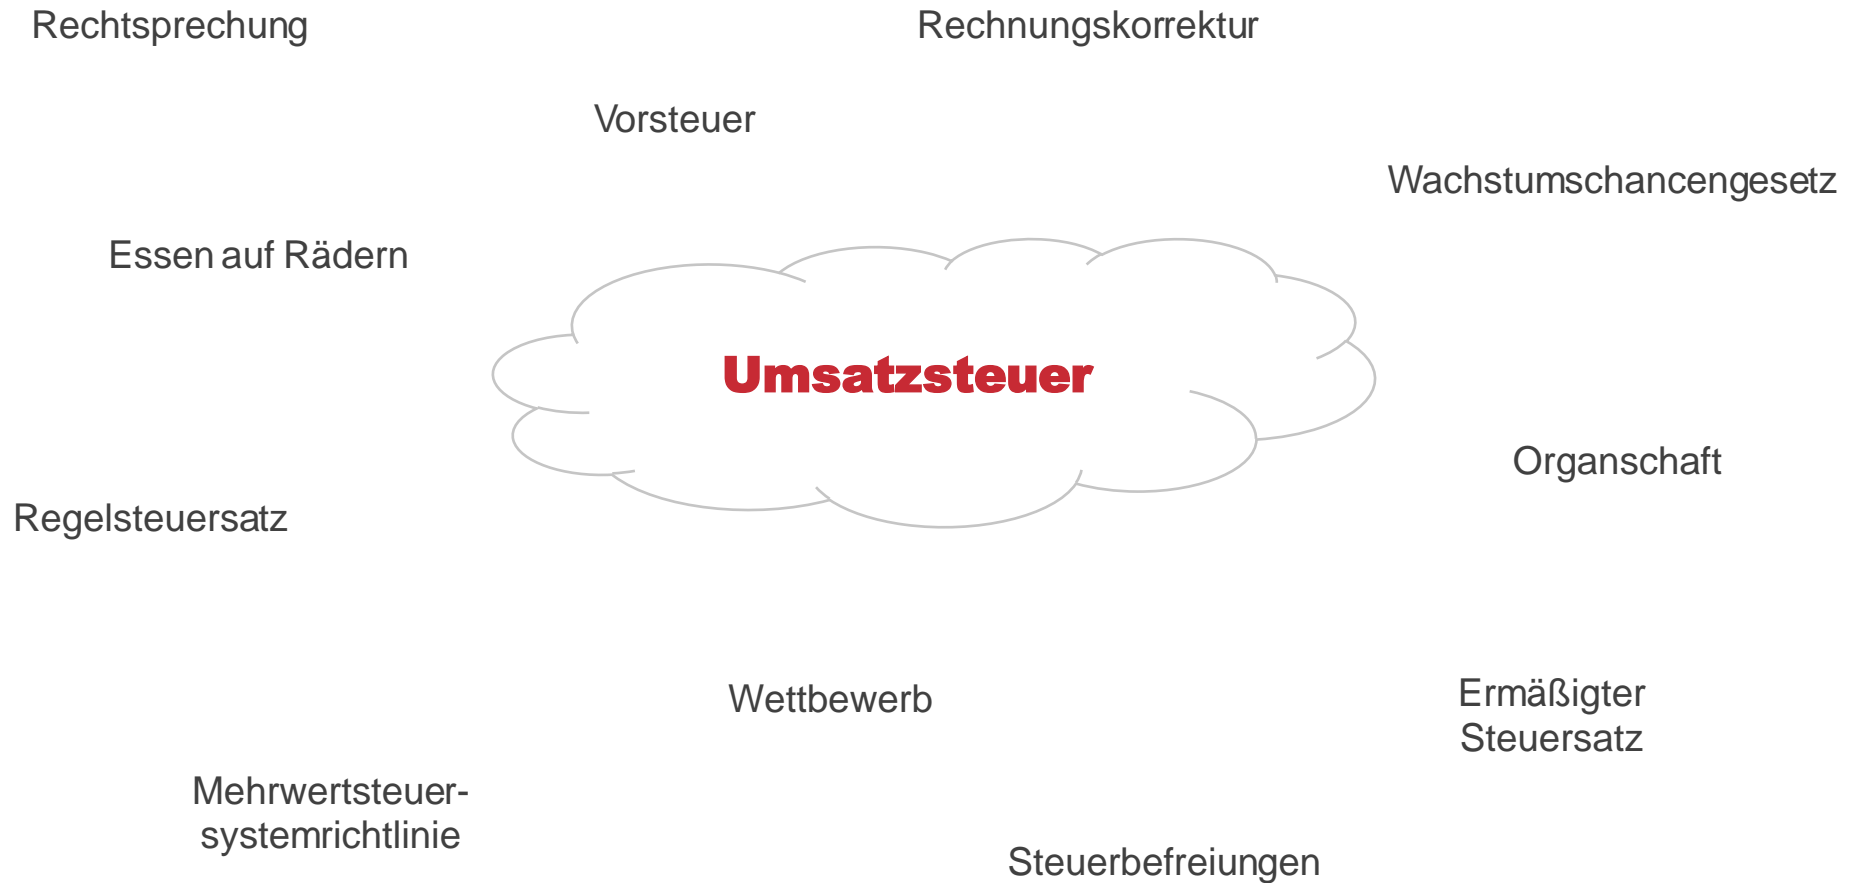 Rechtsprechung
Rechnungskorrektur
Vorsteuer
Wachstumschancengesetz
Essen auf Rädern
Umsatzsteuer
Organschaft
Regelsteuersatz
Wettbewerb
Ermäßigter
Steuersatz
Mehrwertsteuer-
systemrichtlinie
Steuerbefreiungen